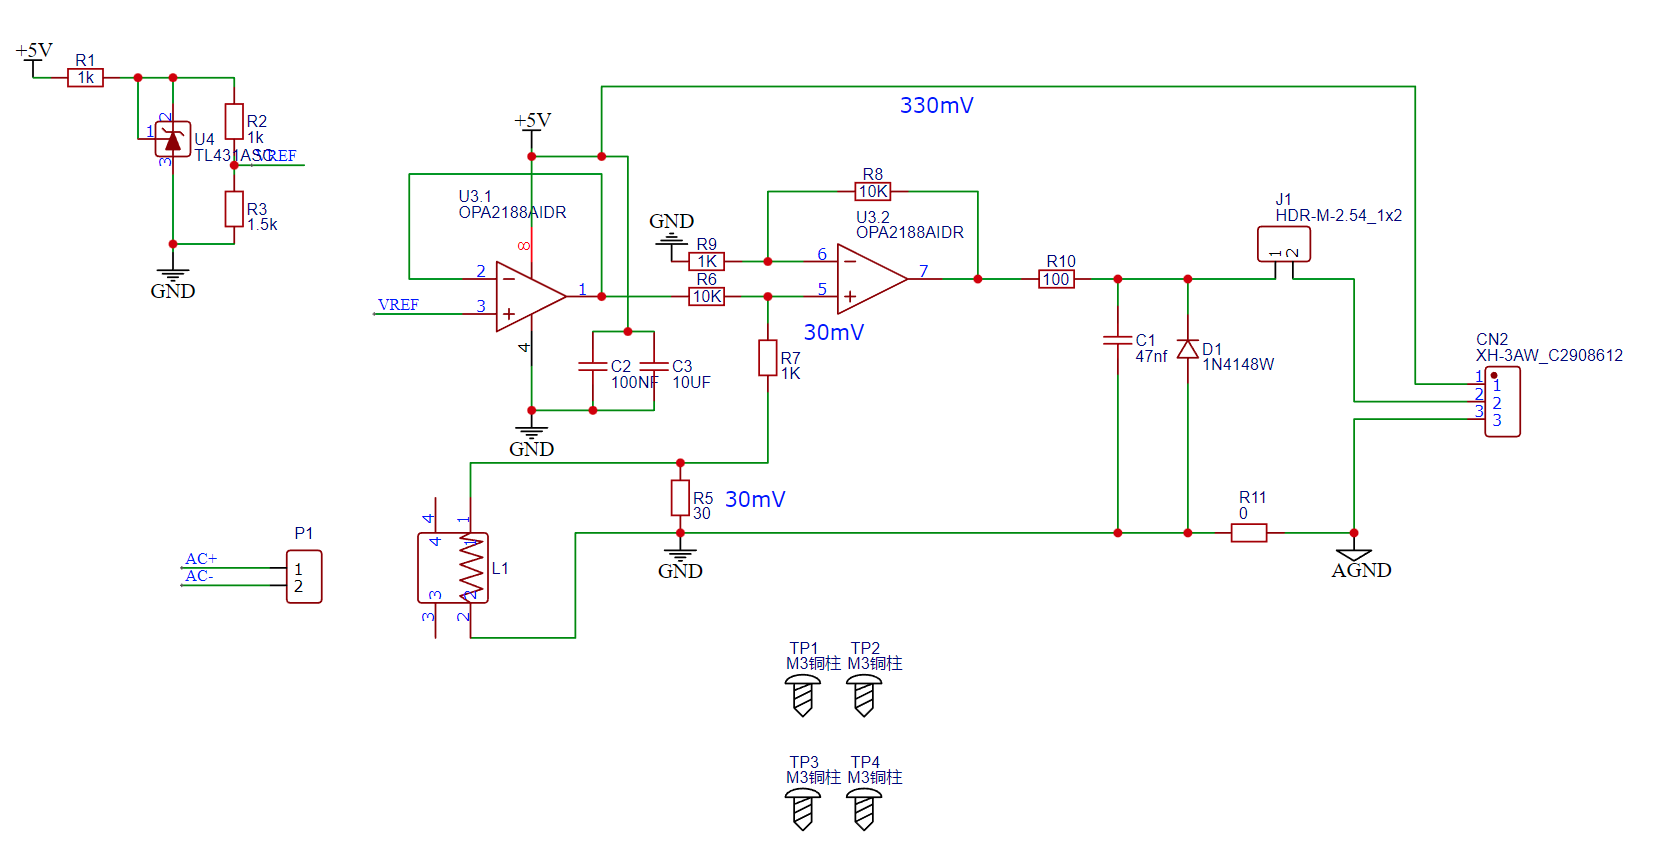 +5V
R1
1k
1
2
3
U4
TL431ASG
R2
1k
VREF
R3
1.5k
GND
+5V
330mV
U3.1
OPA2188AIDR
8
2
3
1
4
VREF
GND
R9
1K
R6
10K
R8
10K
U3.2
OPA2188AIDR
6
5
7
30mV
R7
1K
C2
100NF
C3
10UF
GND
R10
100
C1
47nf
D1
1N4148W
J1
HDR-M-2.54_1x2
1
2
CN2
XH-3AW_C2908612
1
2
3
1
2
3
R5
30
30mV
GND
R11
0
AGND
P1
AC+
AC-
1
2
4
1
4
1
L1
3
2
3
2
TP1
M3铜柱
TP2
M3铜柱
TP3
M3铜柱
TP4
M3铜柱